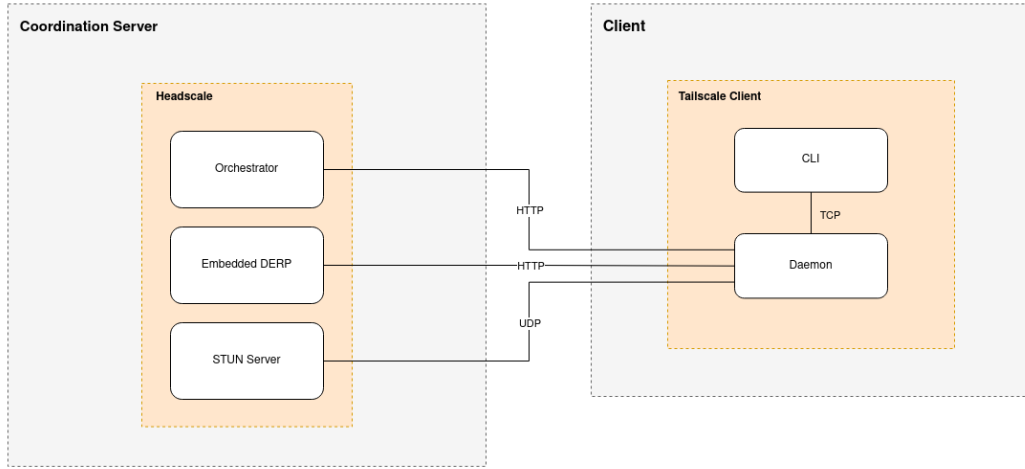 Coordination Server
Headscale
Orchestrator
Embedded DERP
STUN Server
HTTP
HTTP
UDP
Client
Tailscale Client
CLI
TCP
Daemon